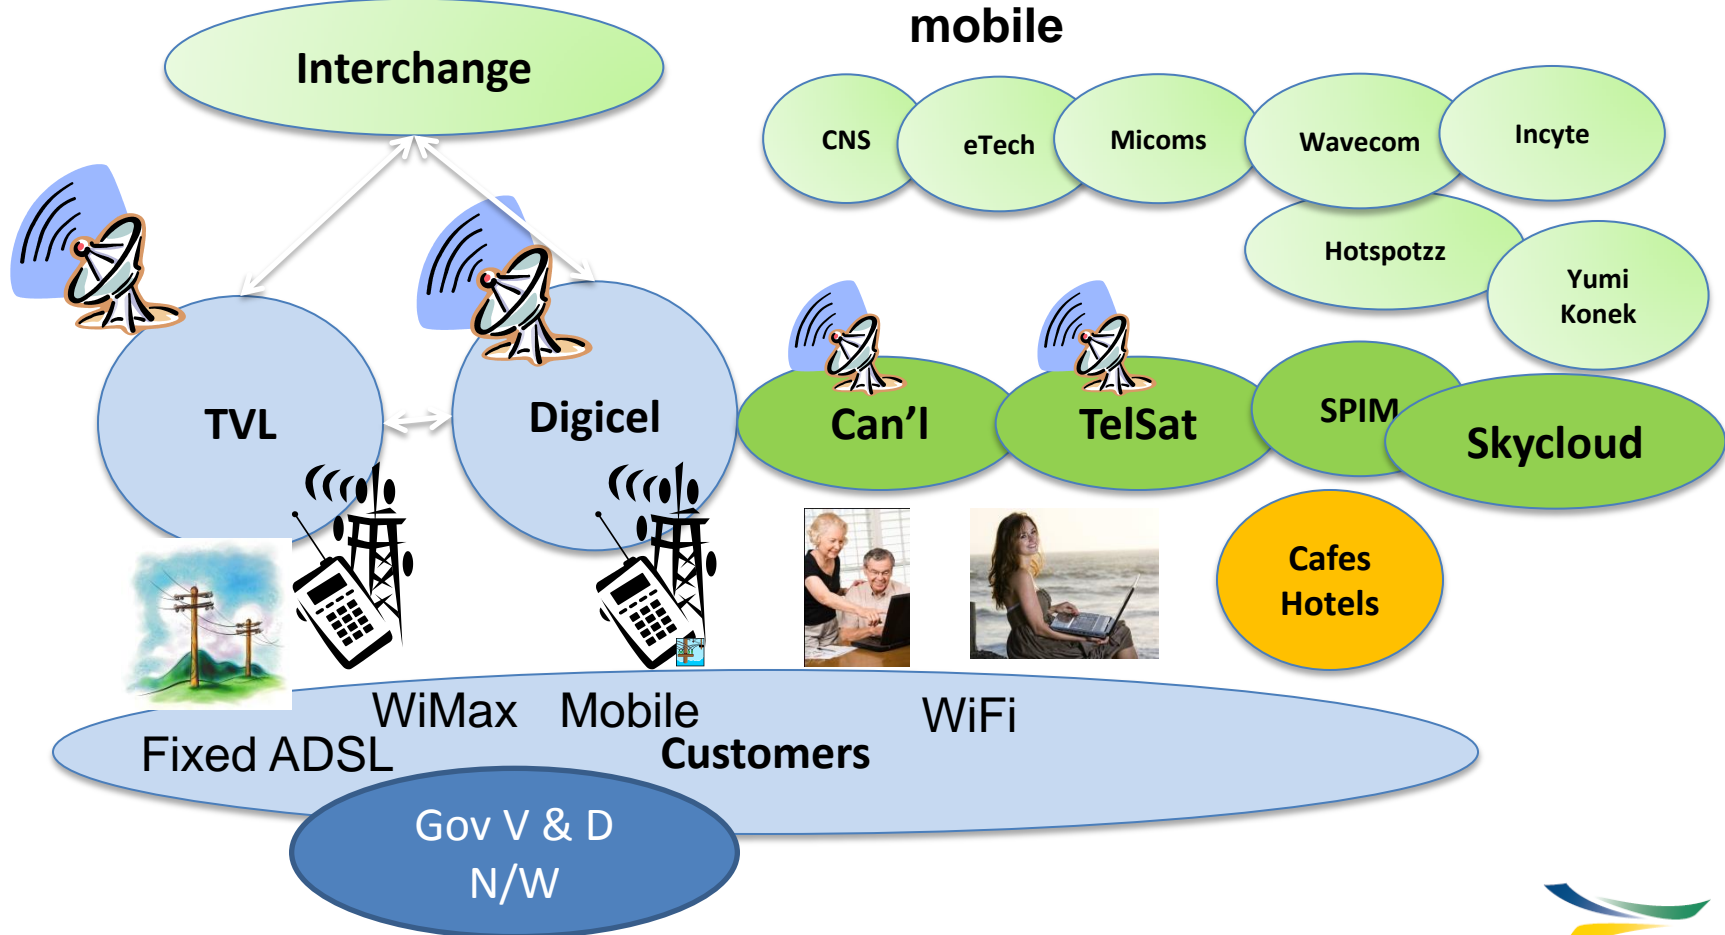 mobile
Interchange
CNS
eTech
Micoms
Wavecom
Incyte
Hotspotzz
Yumi
Konek
TVL
Digicel
Can'l
TelSat
SPIM
Skycloud
Cafes
Hotels
WiMax
Mobile
WiFi
Fixed ADSL
Customers
Gov V & D
N/W